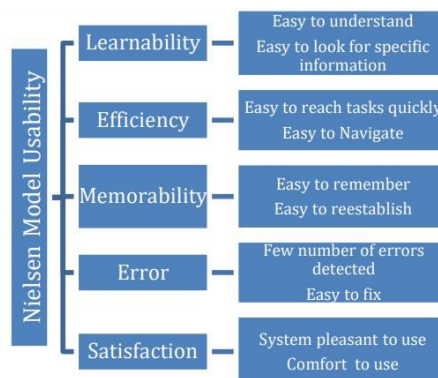 Nielsen Model Usability
Learnability
Easy to understand
Easy to look for specific
information
Efficiency
Easy to reach tasks quickly
Easy to Navigate
Memorability
Easy to remember
Easy to reestablish
Error
Few number of errors
detected
Easy to fix
Satisfaction
System pleasant to use
Comfort to use